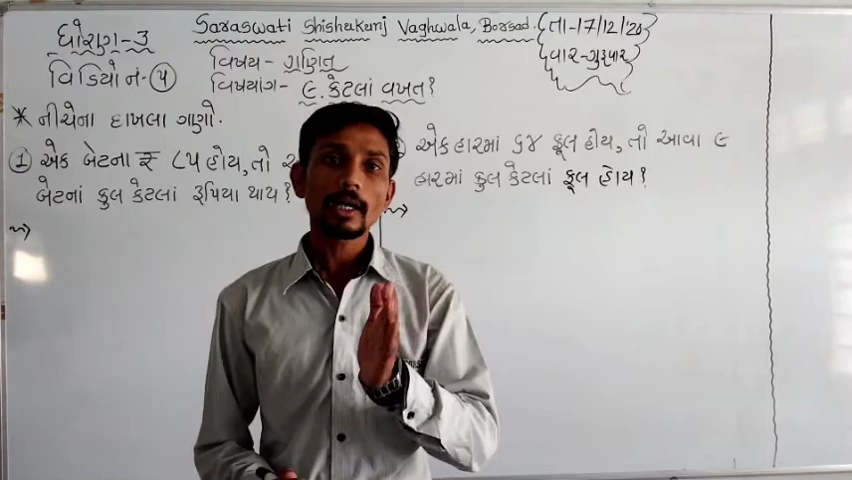 Saraswati Shishukunj Vaghwala, Borsad.
તા-17/12/20
વાર-ગુરૂવાર
ધોરણ-૩
વિડિયો નં.-૫
વિષય- ગણિત
વિષયાંગ- ૯. કેટલાં વખત?
* નીચેના દાખલા ગણો.
① એક બેટના ₹ ૮૫ હોય, તો
બેટનાં કુલ કેટલાં રૂપિયા થાય?
એક હારમાં ૬૪ ફૂલ હોય, તો આવા ૯
હારમાં કુલ કેટલાં ફૂલ હોય?